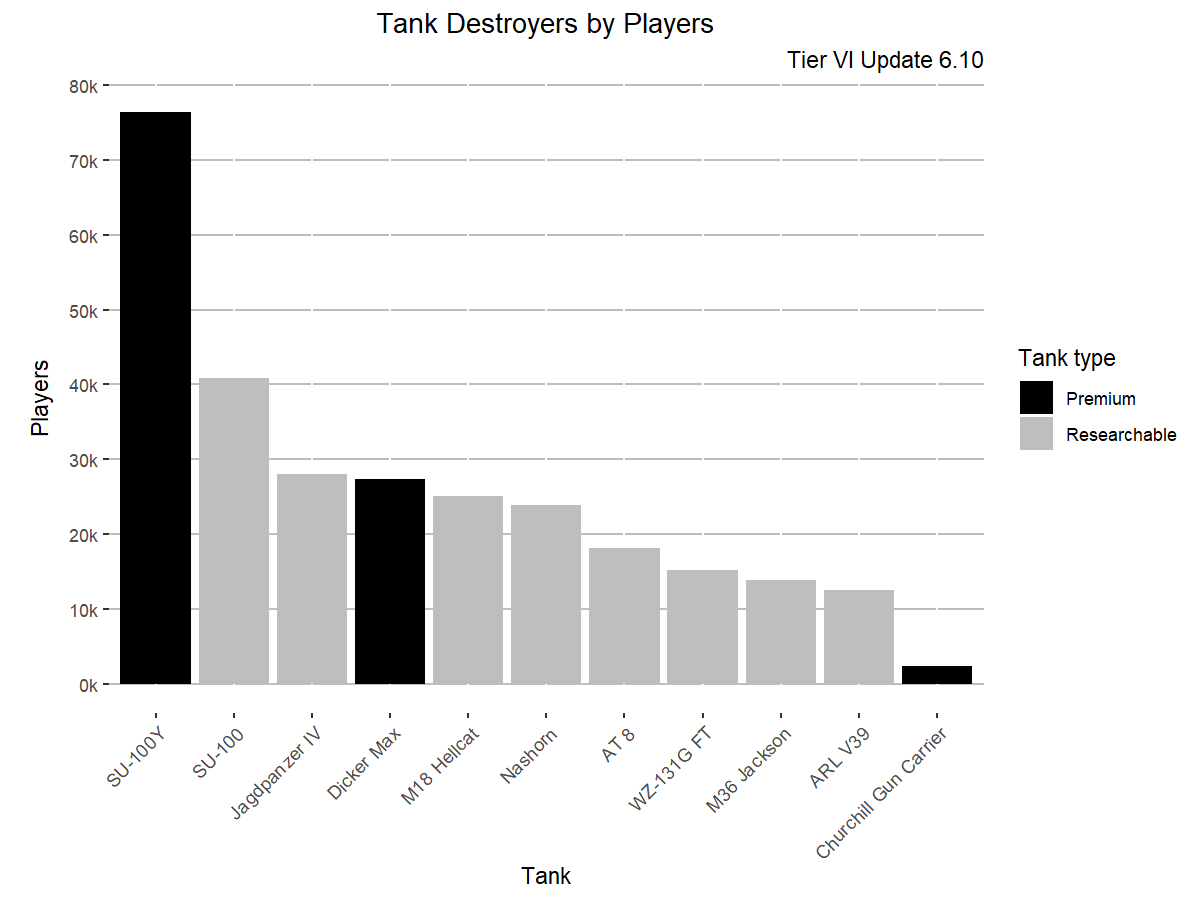 Tank Destroyers by Players
Tier VI Update 6.10
80k
70k
60k
50k
40k
30k
20k
10k
0k
Players
SU-100Y
SU-100
Jagdpanzer IV
Dicker Max
M18 Hellcat
Nashorn
AT 8
WZ-131G FT
M36 Jackson
ARL V39
Churchill Gun Carrier
Tank
Tank type
Premium
Researchable